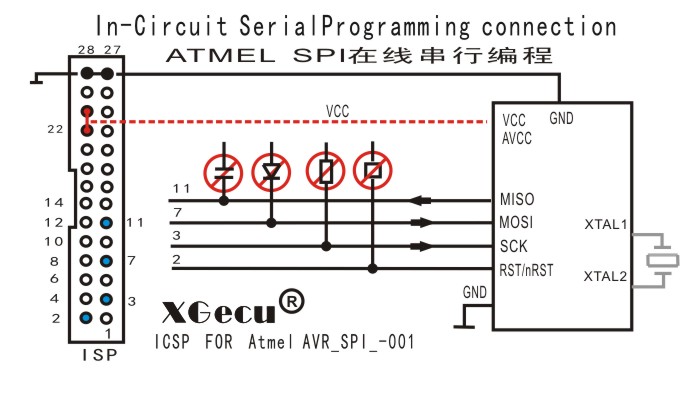 In-Circuit SerialProgramming connection
ATMEL SPI在线串行编程
28 27
VCC
VCC
AVCC
GND
22
11
MISO
14
7
MOSI
12
11
XTAL1
3
SCK
10
8
7
2
RST/nRST
XTAL2
6
GND
4
3
XGecu®
2
1
ICSP FOR Atmel AVR_SPI_-001
ISP